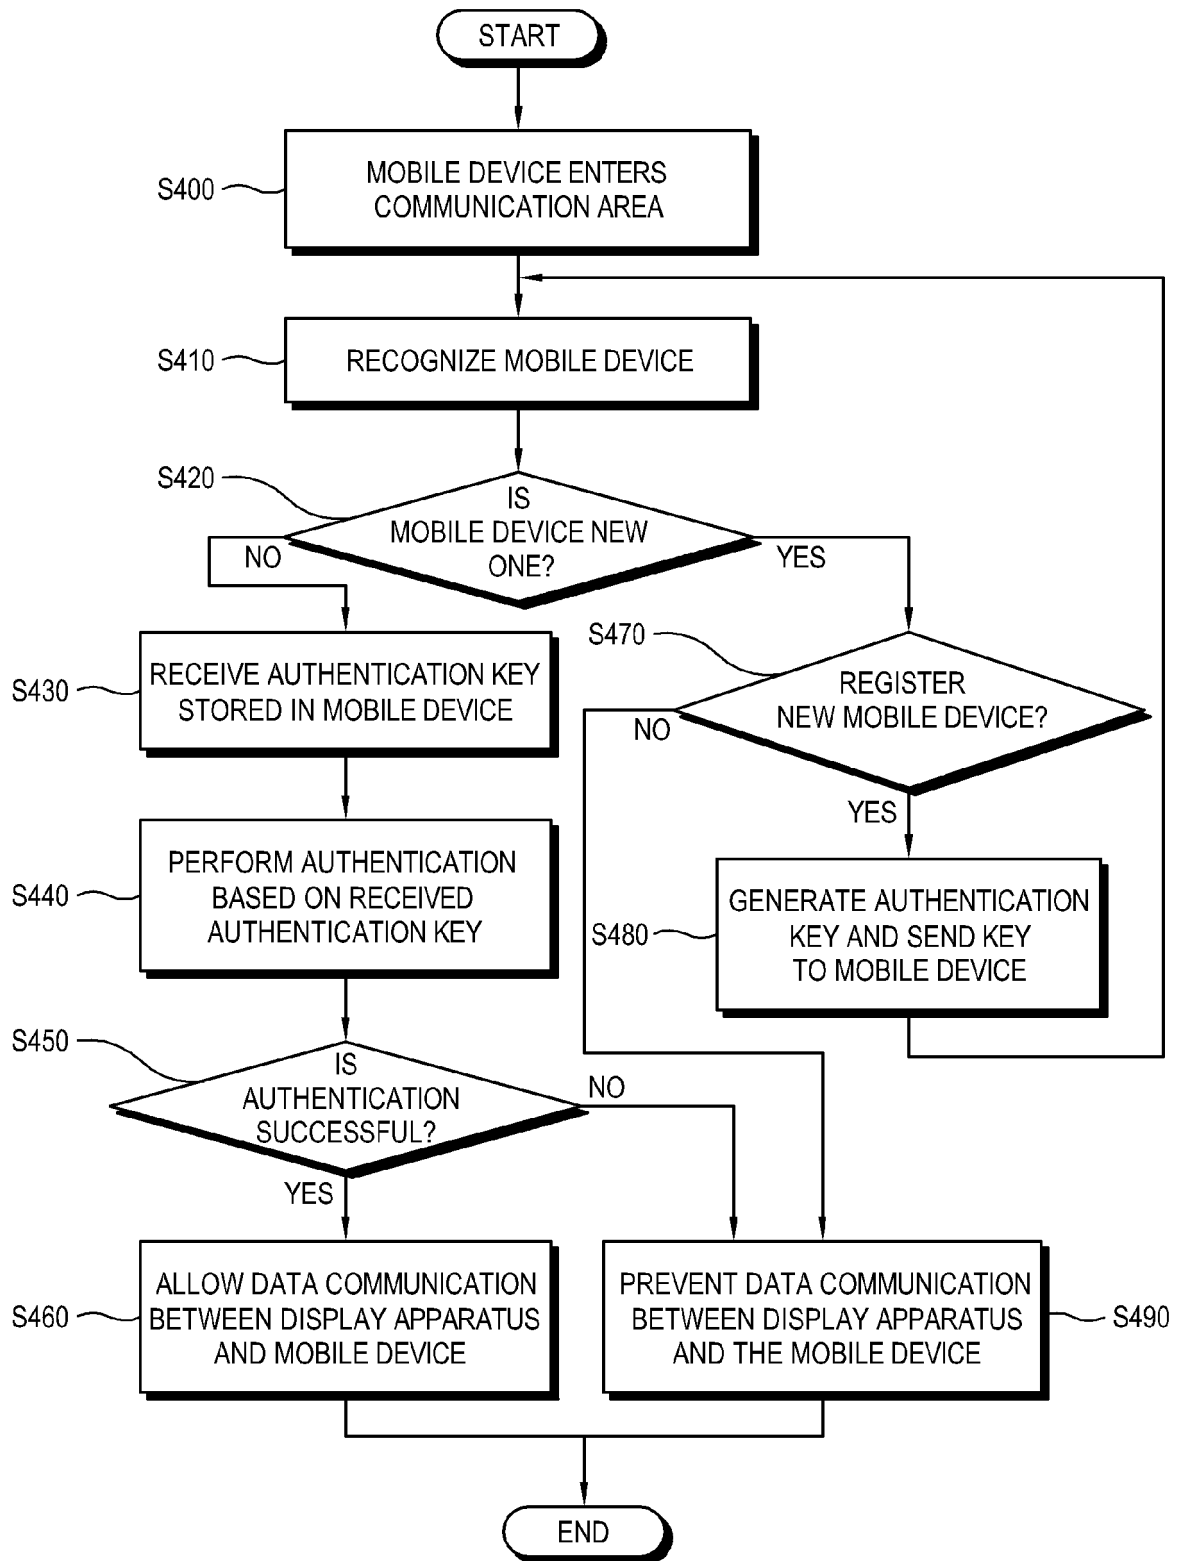 START
S400
MOBILE DEVICE ENTERS
COMMUNICATION AREA
S410
RECOGNIZE MOBILE DEVICE
S420
IS
MOBILE DEVICE NEW
ONE?
NO
YES
S430
RECEIVE AUTHENTICATION KEY
STORED IN MOBILE DEVICE
S470
REGISTER
NEW MOBILE DEVICE?
NO
YES
S440
PERFORM AUTHENTICATION
BASED ON RECEIVED
AUTHENTICATION KEY
S480
GENERATE AUTHENTICATION
KEY AND SEND KEY
TO MOBILE DEVICE
S450
IS
AUTHENTICATION
SUCCESSFUL?
NO
YES
S460
ALLOW DATA COMMUNICATION
BETWEEN DISPLAY APPARATUS
AND MOBILE DEVICE
PREVENT DATA COMMUNICATION
BETWEEN DISPLAY APPARATUS
AND THE MOBILE DEVICE
S490
END